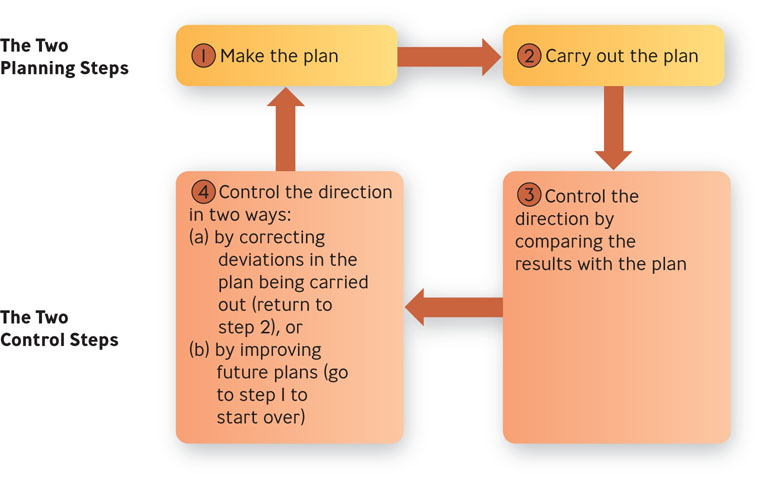 The Two
Planning Steps
1 Make the plan
2 Carry out the plan
4 Control the direction
in two ways:
(a) by correcting
deviations in the
plan being carried
out (return to
step 2), or
(b) by improving
future plans (go
to step 1 to
start over)
3 Control the
direction by
comparing the
results with the plan
The Two
Control Steps